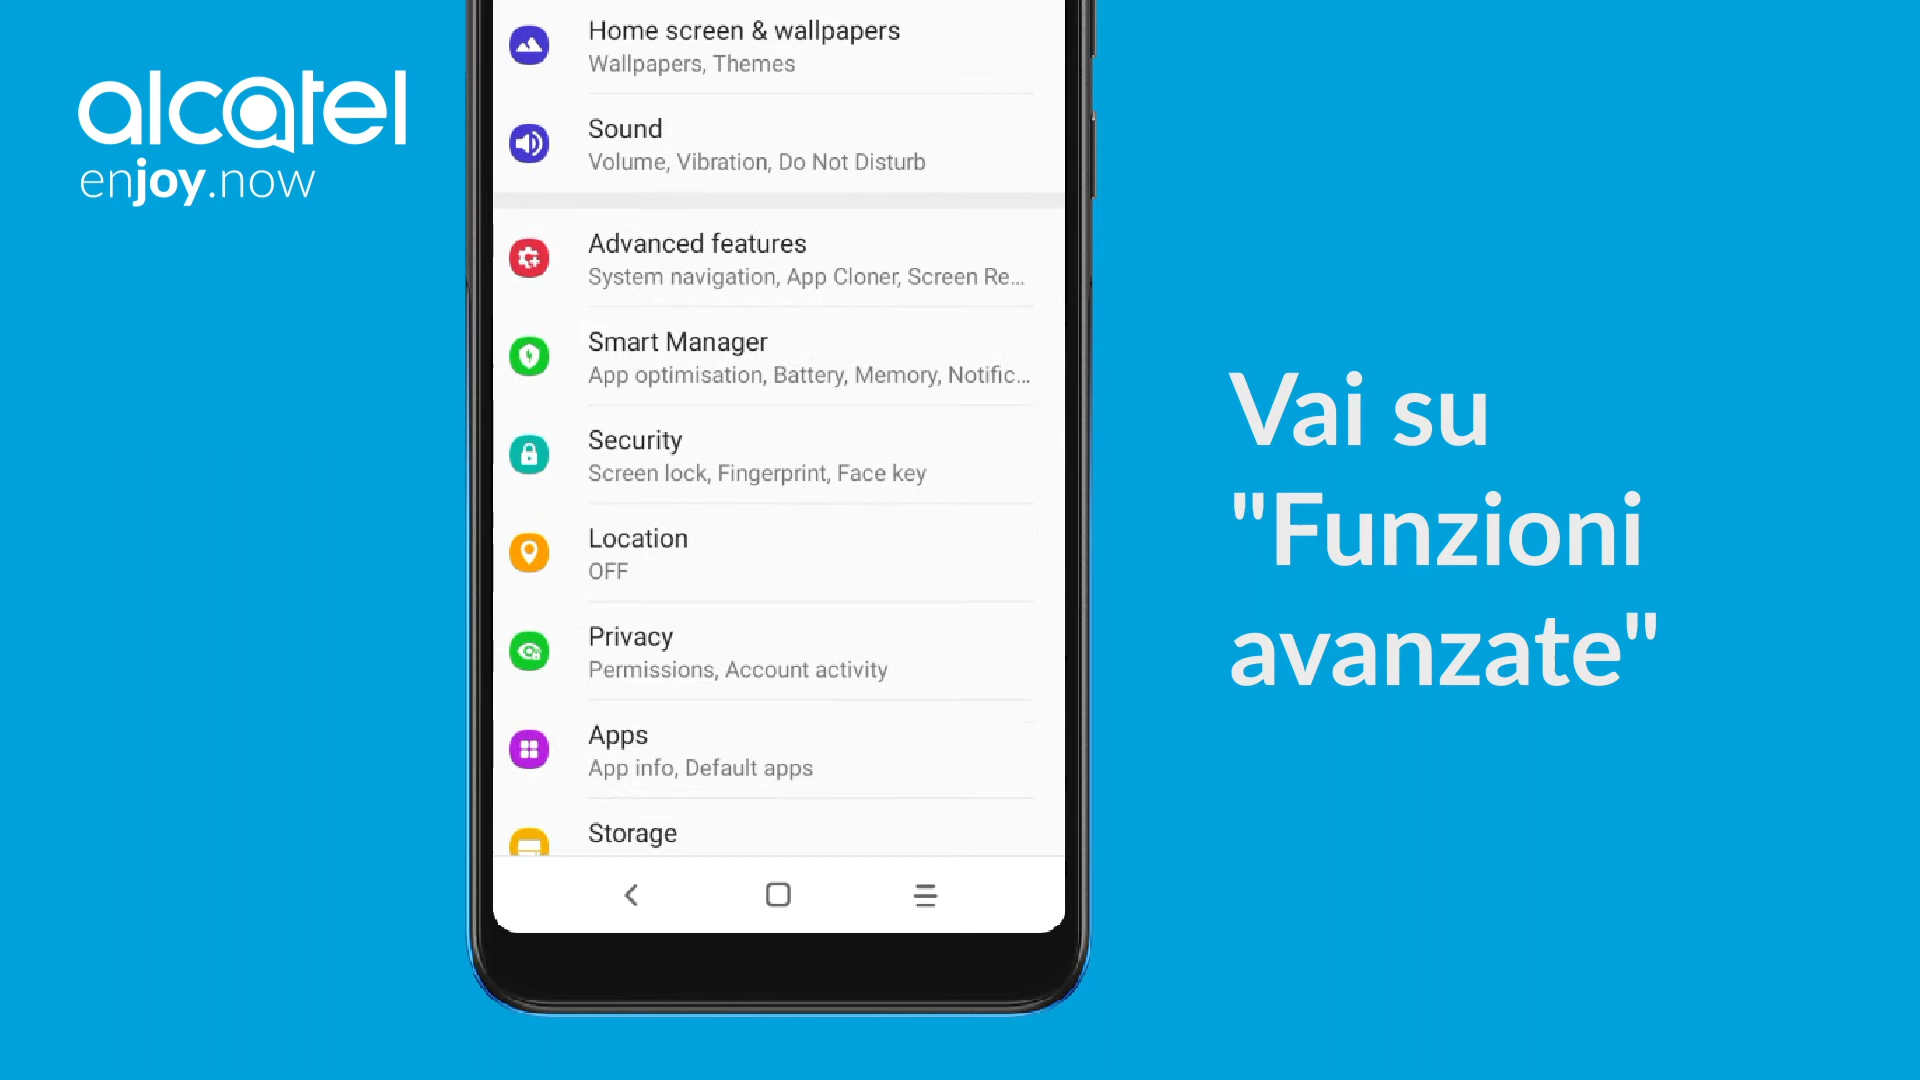 alcatel
enjoy.now
Home screen & wallpapers
Wallpapers, Themes
Sound
Volume, Vibration, Do Not Disturb
Advanced features
System navigation, App Cloner, Screen Re...
Smart Manager
App optimisation, Battery, Memory, Notific...
Security
Screen lock, Fingerprint, Face key
Location
OFF
Privacy
Permissions, Account activity
Apps
App info, Default apps
Storage
Vai su
"Funzioni
avanzate"